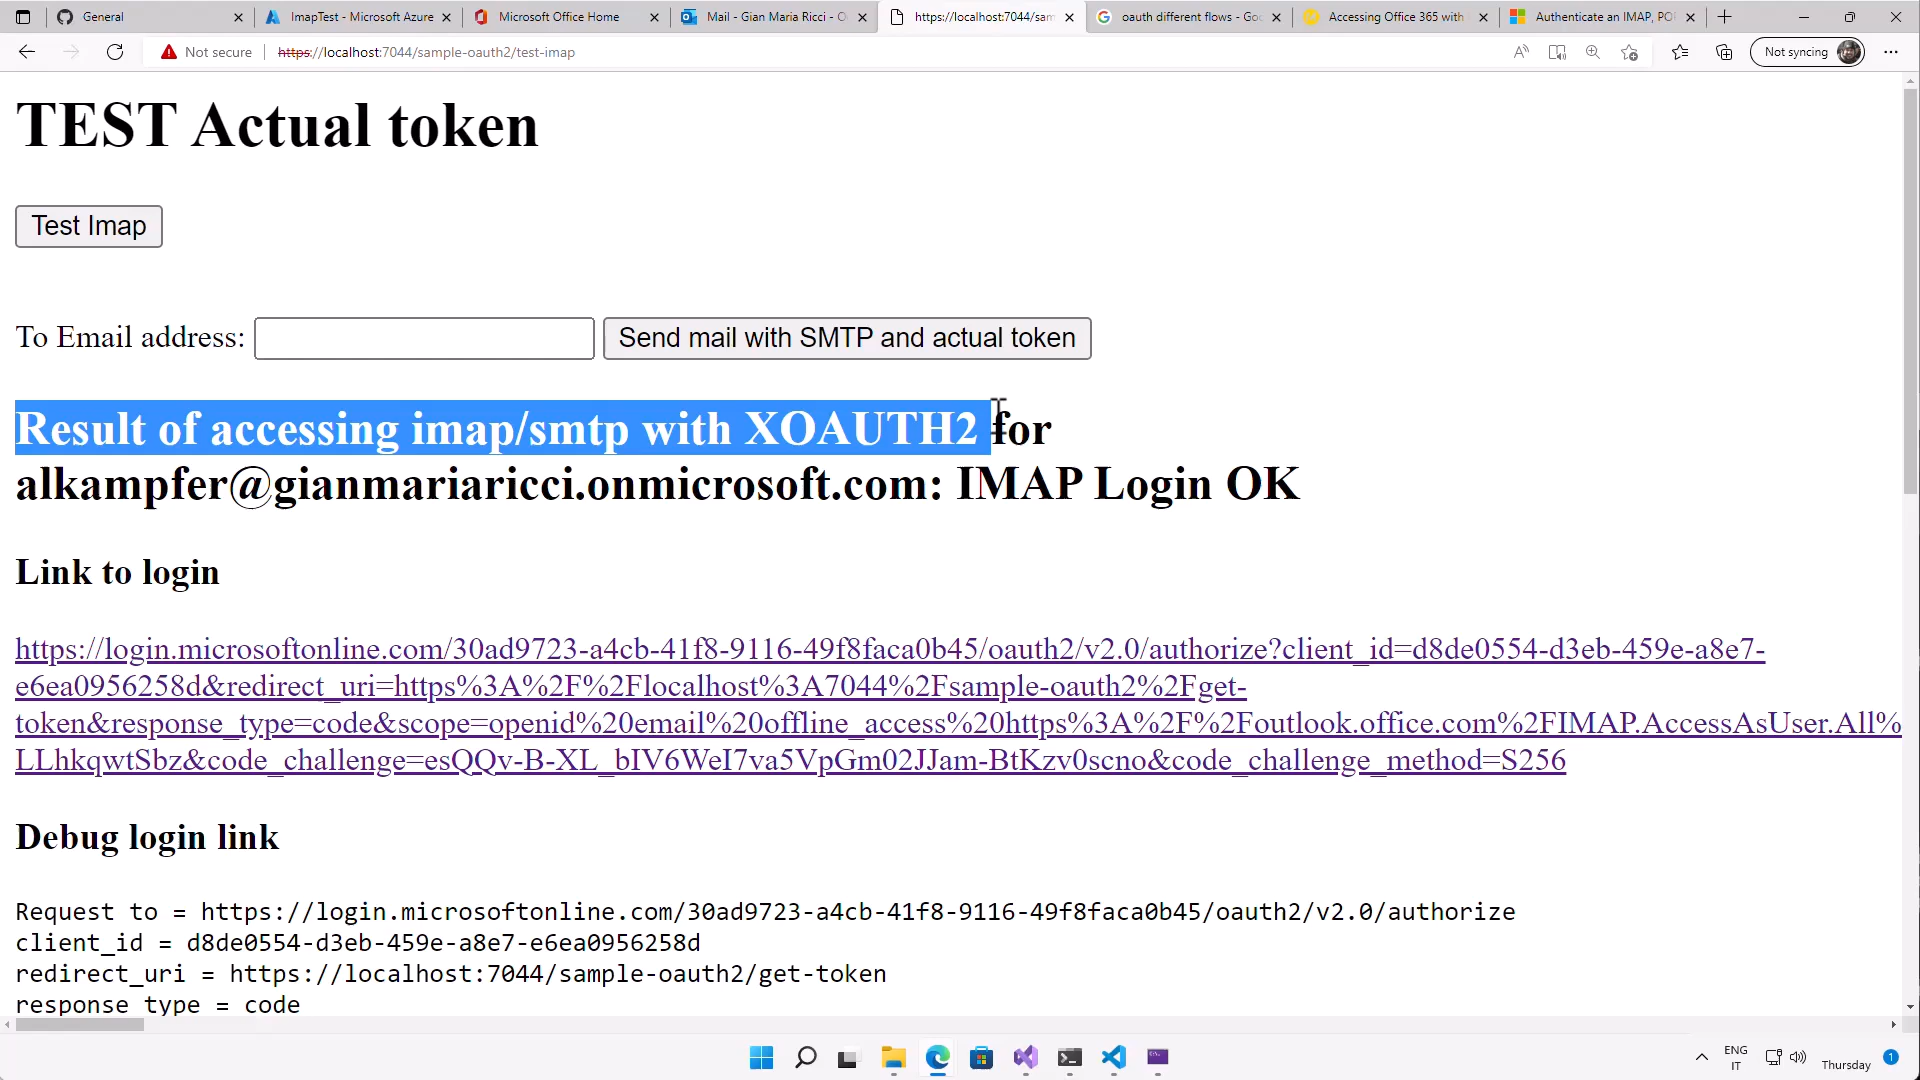 General
ImapTest - Microsoft Azure
Microsoft Office Home
Mail - Gian Maria Ricci - O
https://localhost:7044/sam
oauth different flows - Goo
Accessing Office 365 with
Authenticate an IMAP, PO
Not secure
https://localhost:7044/sample-oauth2/test-imap
Not syncing
TEST Actual token
Test Imap
To Email address:
Send mail with SMTP and actual token
Result of accessing imap/smtp with XOAUTH2 for
alkampfer@gianmariaricci.onmicrosoft.com: IMAP Login OK
Link to login
https://login.microsoftonline.com/30ad9723-a4cb-41f8-9116-49f8faca0b45/oauth2/v2.0/authorize?client_id=d8de0554-d3eb-459e-a8e7-
e6ea0956258d&redirect_uri=https%3A%2F%2Flocalhost%3A7044%2Fsample-oauth2%2Fget-
token&response_type=code&scope=openid%20email%20offline_access%20https%3A%2F%2Foutlook.office.com%2FIMAP.AccessAsUser.All%
LLhkqwtSbz&code_challenge=esQQv-B-XL_bIV6WeI7va5VpGm02JJam-BtKzv0scno&code_challenge_method=S256
Debug login link
Request to = https://login.microsoftonline.com/30ad9723-a4cb-41f8-9116-49f8faca0b45/oauth2/v2.0/authorize
client_id = d8de0554-d3eb-459e-a8e7-e6ea0956258d
redirect_uri = https://localhost:7044/sample-oauth2/get-token
response type = code
ENG
IT
Thursday
1